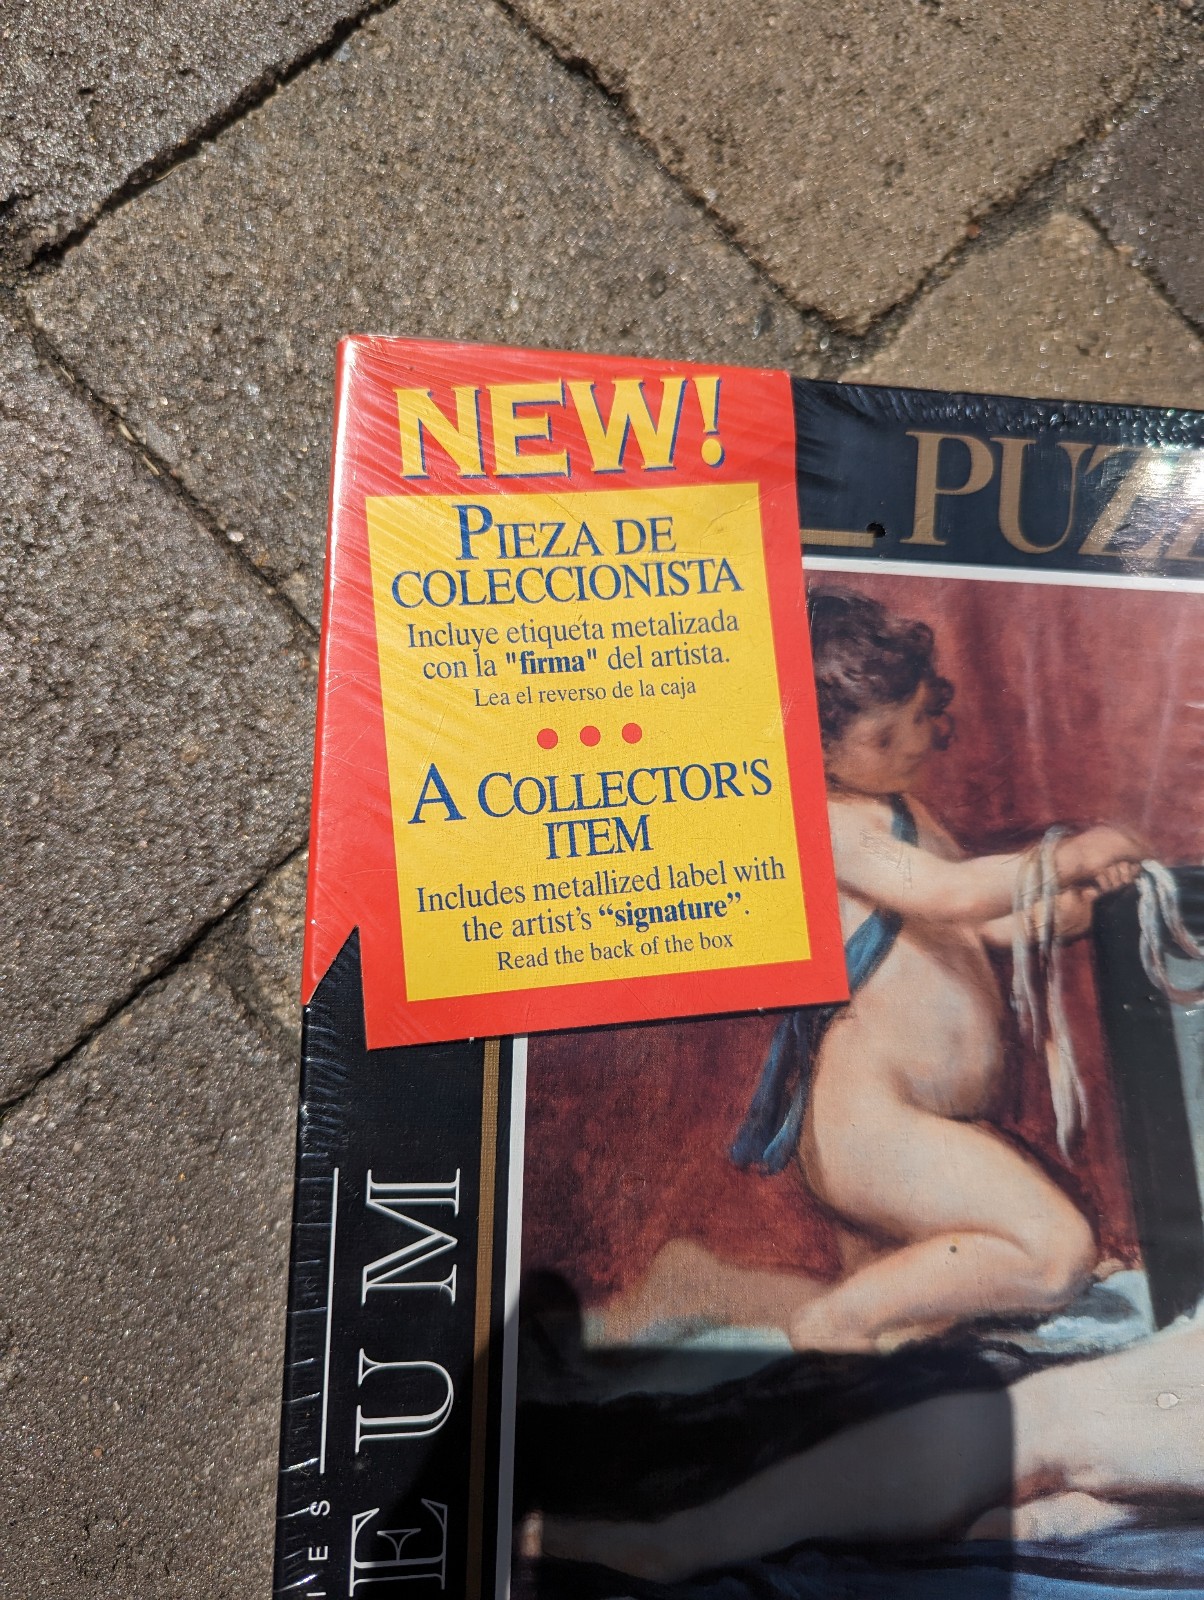 NEW!
PIEZA DE
COLECCIONISTA
Incluye etiqueta metalizada
con la "firma" del artista.
Lea el reverso de la caja
A COLLECTOR'S
ITEM
Includes metallized label with
the artist's “signature”.
Read the back of the box